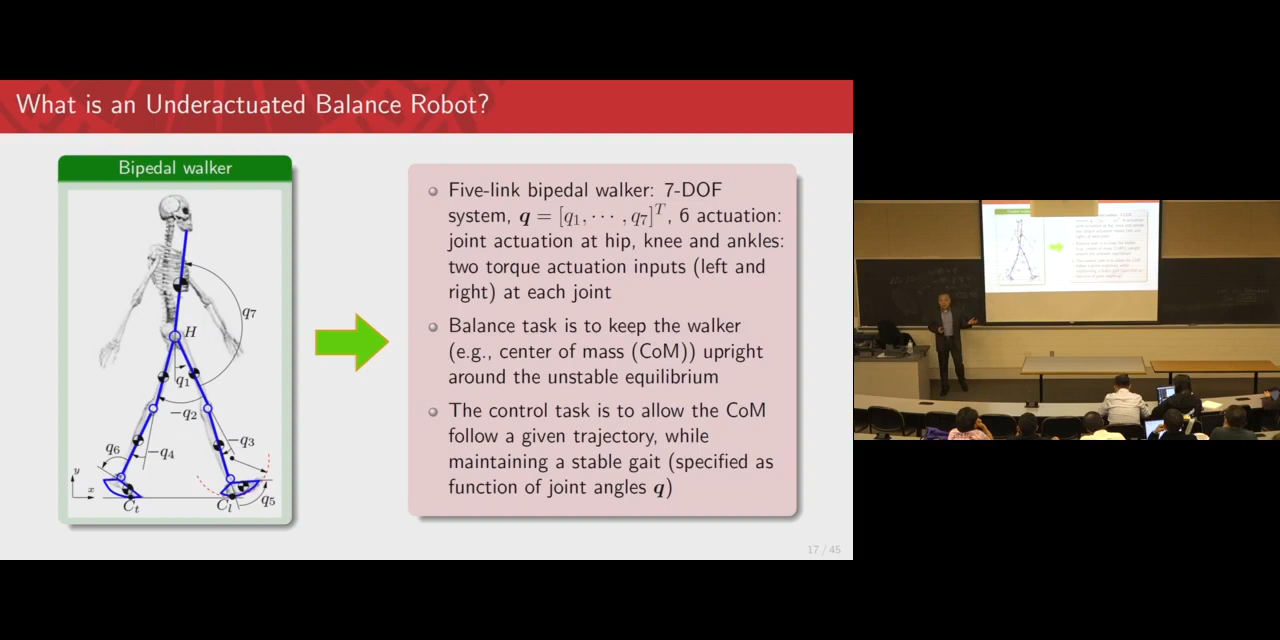 What is an Underactuated Balance Robot?
Bipedal walker
H
q7
q1
−q2
−q3
q6
−q4
q5
y
x
Ct
Cl
Five-link bipedal walker: 7-DOF
system, q = [q1, · · · , q7]^T, 6 actuation:
joint actuation at hip, knee and ankles:
two torque actuation inputs (left and
right) at each joint
Balance task is to keep the walker
(e.g., center of mass (CoM)) upright
around the unstable equilibrium
The control task is to allow the CoM
follow a given trajectory, while
maintaining a stable gait (specified as
function of joint angles q)
17 / 45